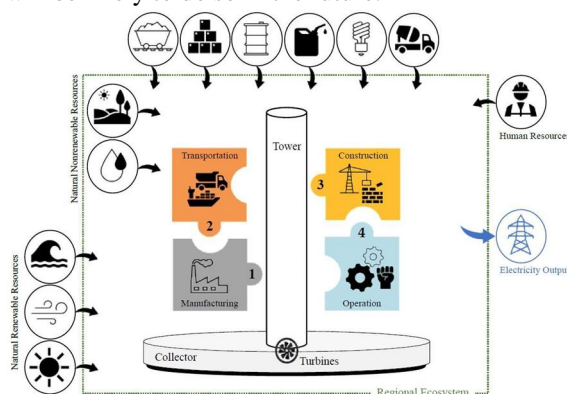 Natural Nonrenewable Resources
Human Resources
Transportation
Tower
Construction
3
2
4
1
Manufacturing
Operation
Electricity Outpu
Natural Renewable Resources
Collector
Turbines
Regional Ecosystem